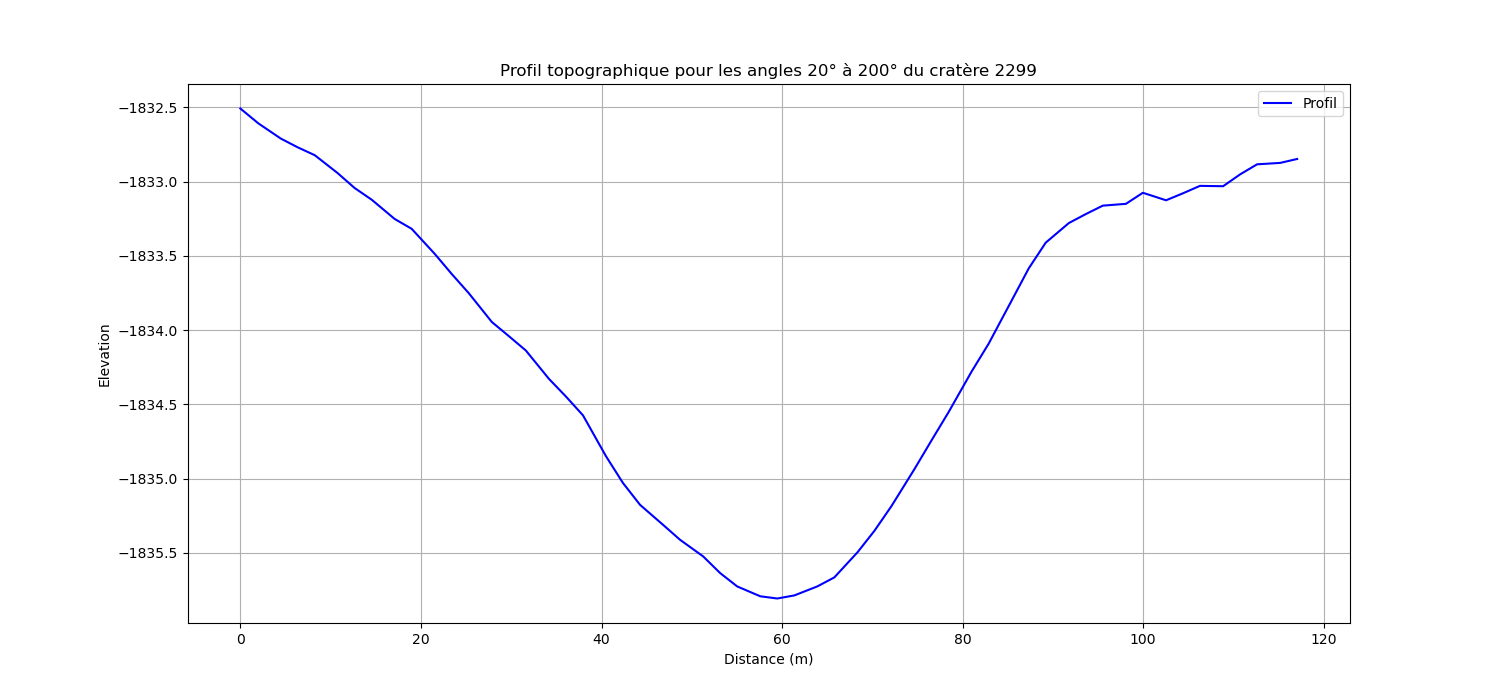 Profil topographique pour les angles 20° à 200° du cratère 2299
Profil
−1832.5
−1833.0
−1833.5
−1834.0
−1834.5
−1835.0
−1835.5
Elevation
0 20 40 60 80 100 120
Distance (m)